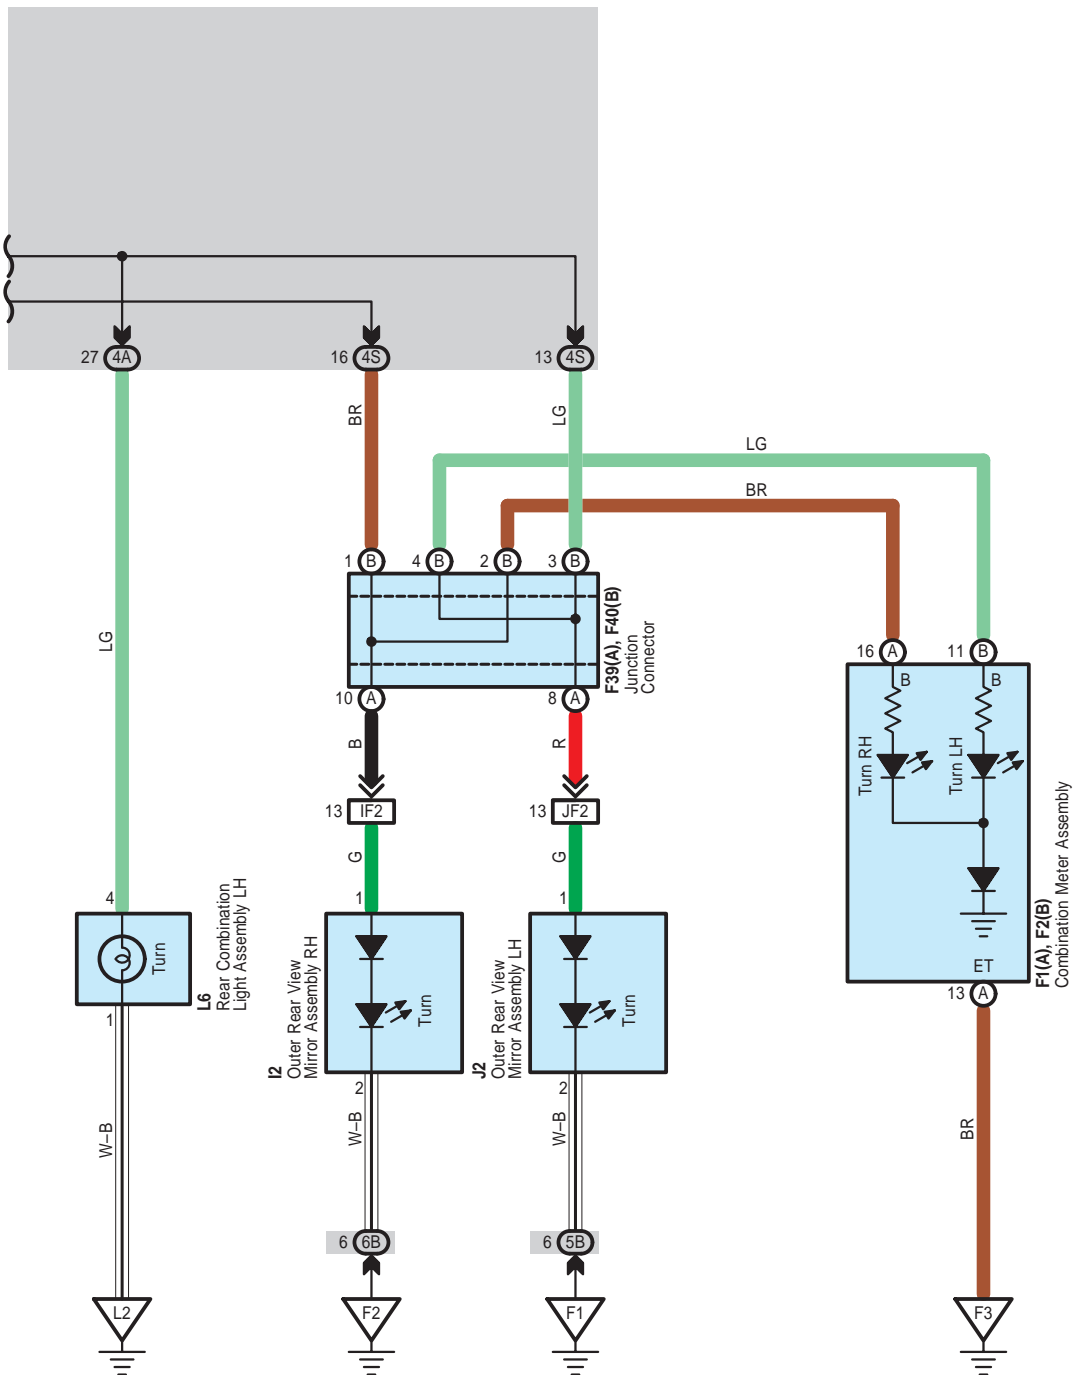 27 4A
16 4S
13 4S
BR
LG
LG
BR
1 B
4 B
2 B
3 B
F39(A), F40(B)
Junction
Connector
LG
16 A
11 B
10 A
8 A
B
B
B
R
Turn RH
Turn LH
13 IF2
13 JF2
F1(A), F2(B)
Combination Meter Assembly
G
G
4
1
1
Turn
L6
Rear Combination
Light Assembly LH
Turn
I2
Outer Rear View
Mirror Assembly RH
Turn
J2
Outer Rear View
Mirror Assembly LH
ET
13 A
1
2
2
W–B
W–B
W–B
BR
6 6B
6 5B
L2
F2
F1
F3